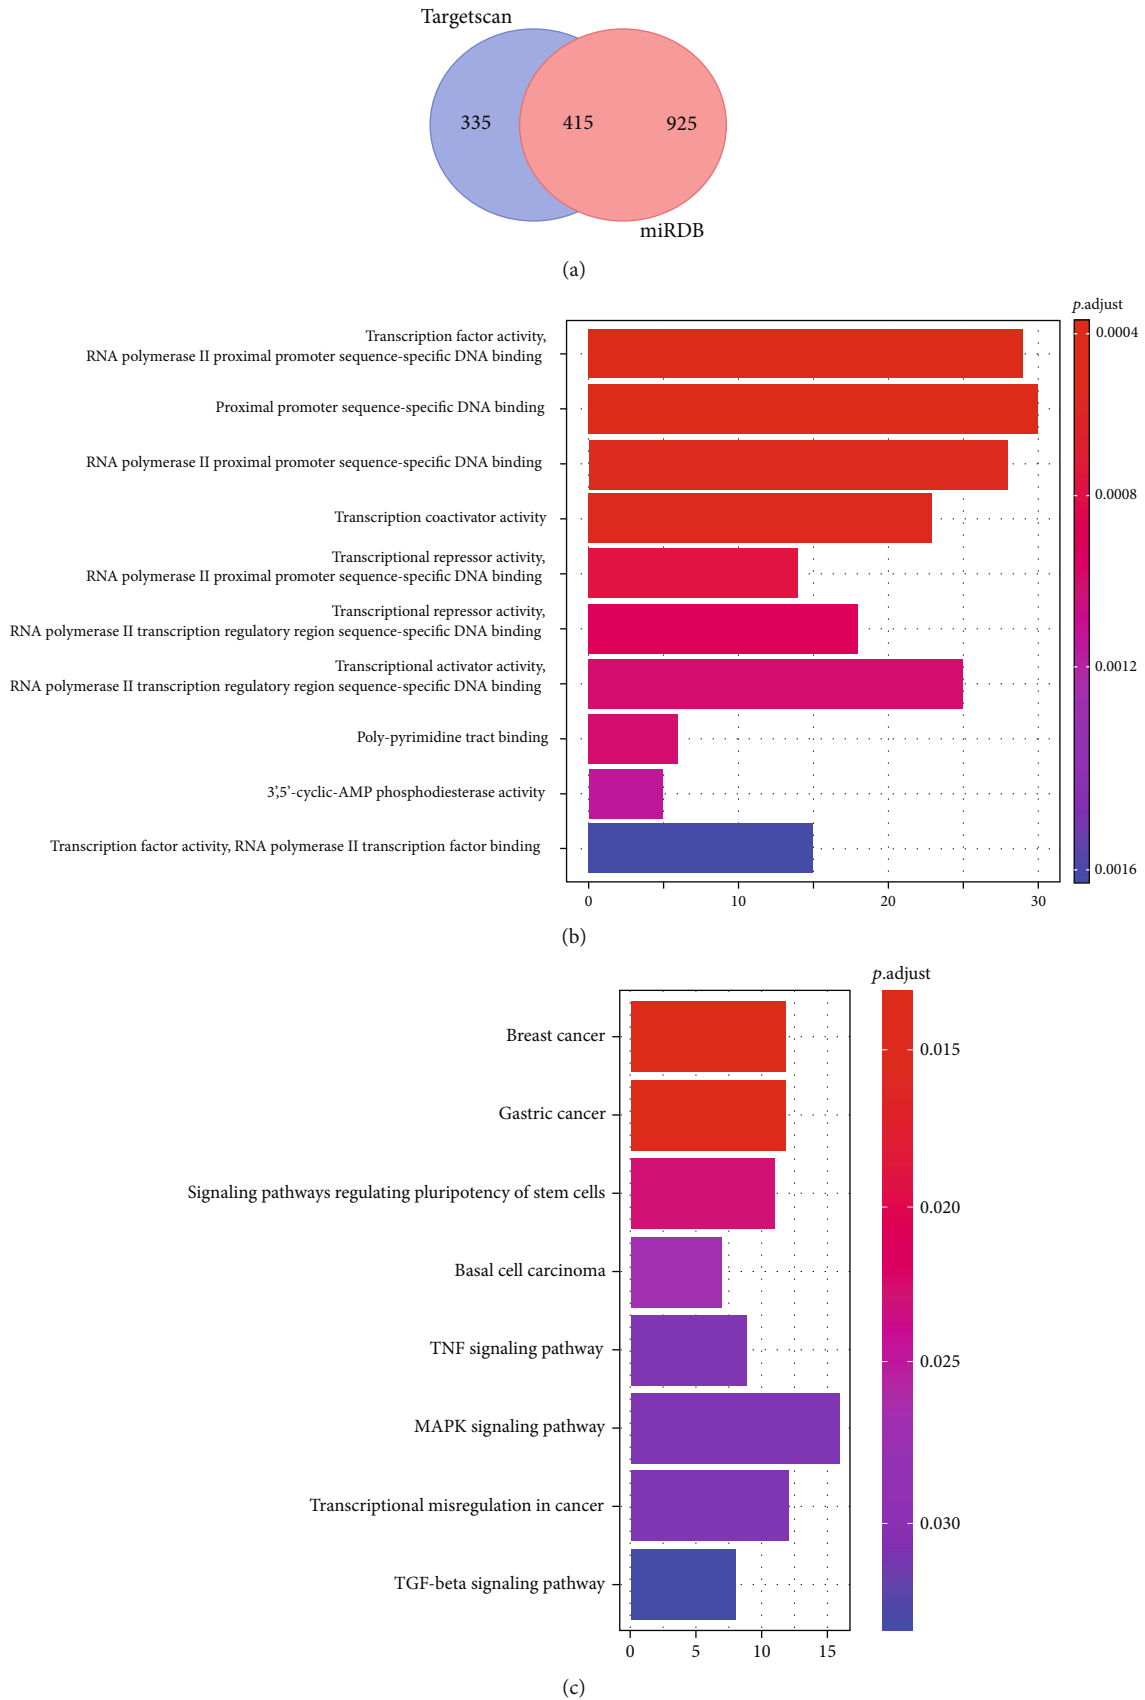 Targetscan
335
415
925
miRDB
(a)
p.adjust
Transcription factor activity,
RNA polymerase II proximal promoter sequence-specific DNA binding
Proximal promoter sequence-specific DNA binding
RNA polymerase II proximal promoter sequence-specific DNA binding
Transcription coactivator activity
Transcriptional repressor activity,
RNA polymerase II proximal promoter sequence-specific DNA binding
Transcriptional repressor activity,
RNA polymerase II transcription regulatory region sequence-specific DNA binding
Transcriptional activator activity,
RNA polymerase II transcription regulatory region sequence-specific DNA binding
Poly-pyrimidine tract binding
3',5'-cyclic-AMP phosphodiesterase activity
Transcription factor activity, RNA polymerase II transcription factor binding
0.0004
0.0008
0.0012
0.0016
0
10
20
30
(b)
p.adjust
Breast cancer
Gastric cancer
Signaling pathways regulating pluripotency of stem cells
Basal cell carcinoma
TNF signaling pathway
MAPK signaling pathway
Transcriptional misregulation in cancer
TGF-beta signaling pathway
0.015
0.020
0.025
0.030
0
5
10
15
(c)